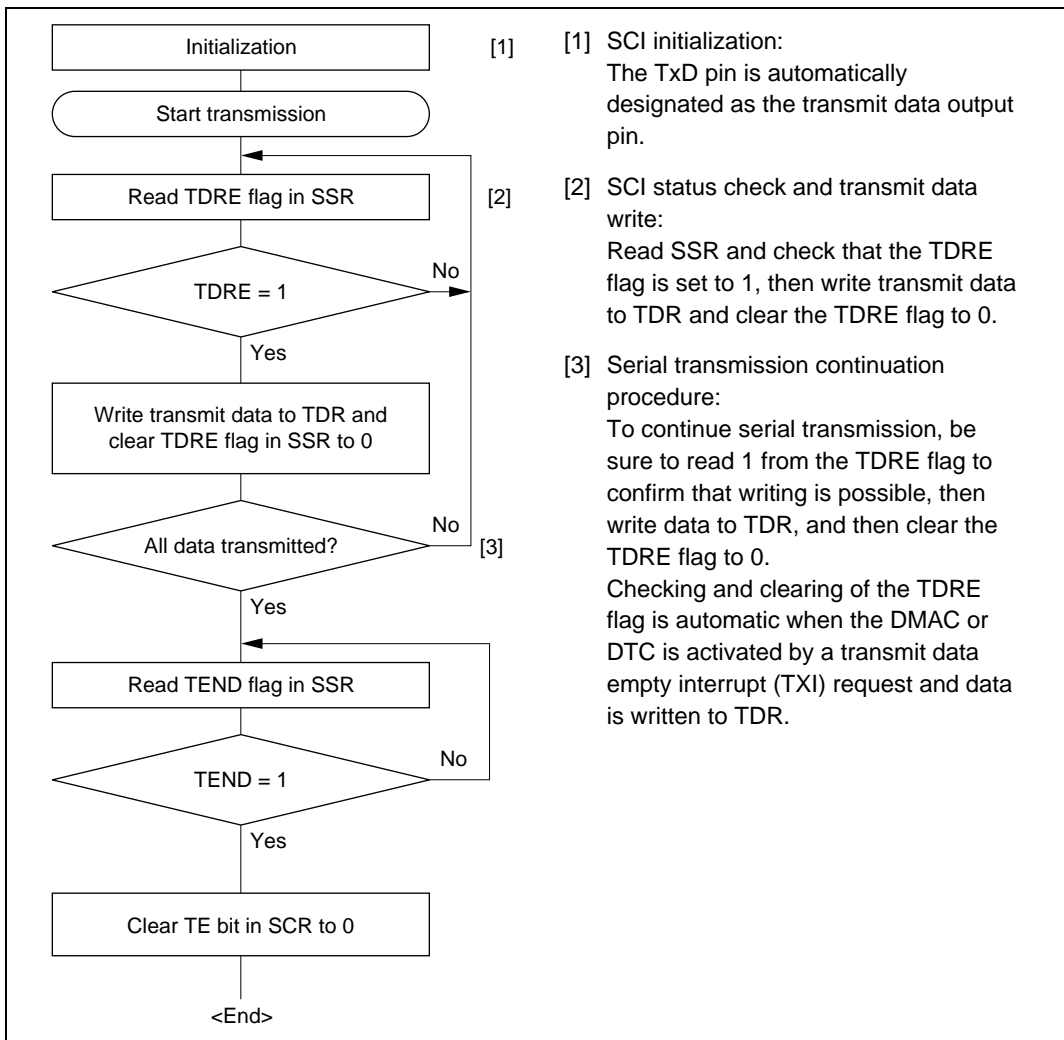 Initialization
[1]
Start transmission
Read TDRE flag in SSR
[2]
TDRE = 1
No
Yes
Write transmit data to TDR and
clear TDRE flag in SSR to 0
All data transmitted?
No
[3]
Yes
Read TEND flag in SSR
TEND = 1
No
Yes
Clear TE bit in SCR to 0
<End>
[1] SCI initialization:
The TxD pin is automatically
designated as the transmit data output
pin.
[2] SCI status check and transmit data
write:
Read SSR and check that the TDRE
flag is set to 1, then write transmit data
to TDR and clear the TDRE flag to 0.
[3] Serial transmission continuation
procedure:
To continue serial transmission, be
sure to read 1 from the TDRE flag to
confirm that writing is possible, then
write data to TDR, and then clear the
TDRE flag to 0.
Checking and clearing of the TDRE
flag is automatic when the DMAC or
DTC is activated by a transmit data
empty interrupt (TXI) request and data
is written to TDR.